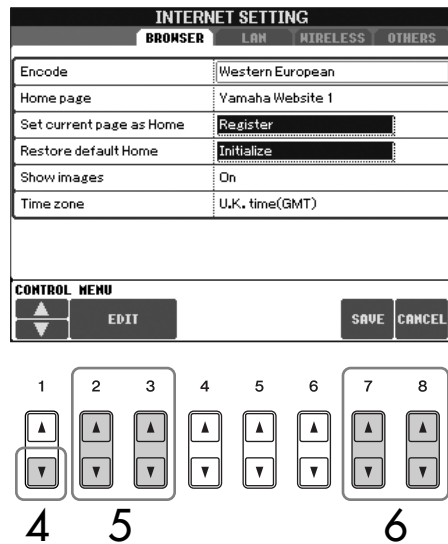 INTERNET SETTING
BROWSER LAN WIRELESS OTHERS
Encode Western European
Home page Yamaha Website 1
Set current page as Home Register
Restore default Home Initialize
Show images On
Time zone U.K. time(GMT)
CONTROL MENU
EDIT SAVE CANCEL
1 2 3 4 5 6 7 8
4 5 6